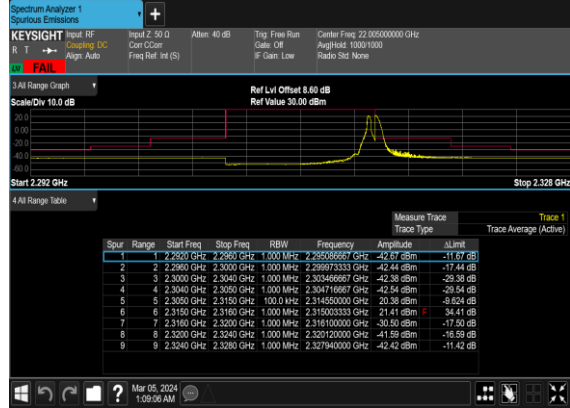 Spectrum Analyzer 1
Spurious Emissions
+
KEYSIGHT Input: RF Input Z: 50 Ω Atten: 40 dB Trig: Free Run Center Freq: 22.005000000 GHz
R T Coupling: DC Corr CCorr Gate: Off Avg|Hold: 1000/1000
Align: Auto Freq Ref: Int (S) IF Gain: Low Radio Std: None
LV FAIL
3 All Range Graph
Ref Lvl Offset 8.60 dB
Scale/Div 10.0 dB Ref Value 30.00 dBm
20.0
0.00
-20.0
-40.0
-60.0
Start 2.292 GHz Stop 2.328 GHz
4 All Range Table
Measure Trace Trace 1
Trace Type Trace Average (Active)
Spur Range Start Freq Stop Freq RBW Frequency Amplitude ΔLimit
1 1 2.2920 GHz 2.2960 GHz 1.000 MHz 2.295086667 GHz -42.67 dBm -11.67 dB
2 2 2.2960 GHz 2.3000 GHz 1.000 MHz 2.299973333 GHz -42.44 dBm -17.44 dB
3 3 2.3000 GHz 2.3040 GHz 1.000 MHz 2.303466667 GHz -42.38 dBm -29.38 dB
4 4 2.3040 GHz 2.3050 GHz 1.000 MHz 2.304716667 GHz -42.54 dBm -29.54 dB
5 5 2.3050 GHz 2.3150 GHz 100.0 kHz 2.314550000 GHz 20.38 dBm -9.624 dB
6 6 2.3150 GHz 2.3160 GHz 1.000 MHz 2.315003333 GHz 21.41 dBm F 34.41 dB
7 7 2.3160 GHz 2.3200 GHz 1.000 MHz 2.316100000 GHz -30.50 dBm -17.50 dB
8 8 2.3200 GHz 2.3240 GHz 1.000 MHz 2.320120000 GHz -41.59 dBm -16.59 dB
9 9 2.3240 GHz 2.3280 GHz 1.000 MHz 2.327940000 GHz -42.42 dBm -11.42 dB
? Mar 05, 2024
1:09:06 AM